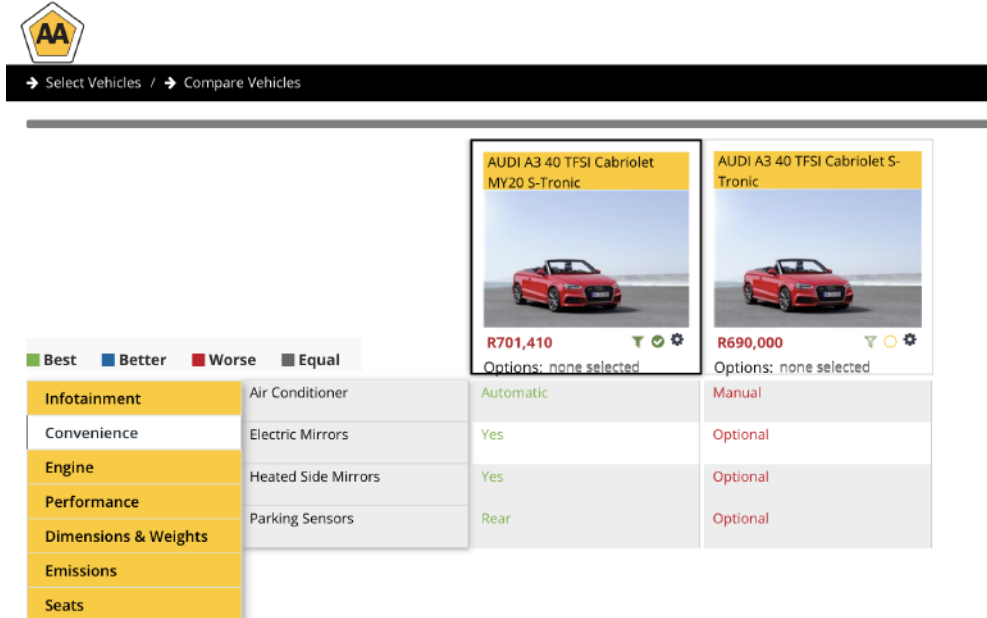 AA
Select Vehicles / Compare Vehicles
AUDI A3 40 TFSI Cabriolet
MY20 S-Tronic
AUDI A3 40 TFSI Cabriolet S-
Tronic
R701,410
R690,000
Options: none selected
Options: none selected
Best Better Worse Equal
Infotainment
Convenience
Engine
Performance
Dimensions & Weights
Emissions
Seats
Air Conditioner Automatic Manual
Electric Mirrors Yes Optional
Heated Side Mirrors Yes Optional
Parking Sensors Rear Optional